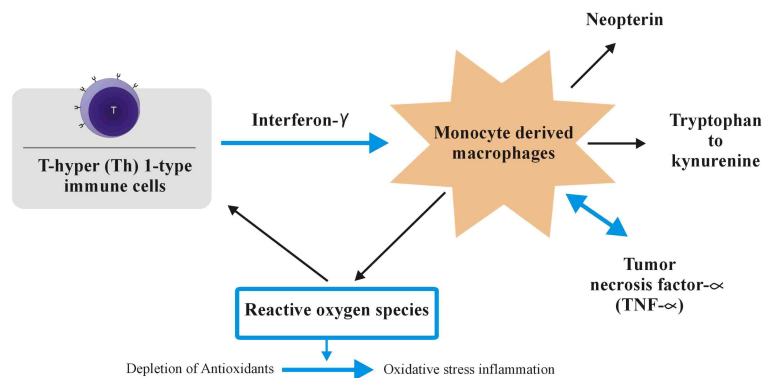 Neopterin
T
Interferon-γ
Monocyte derived
macrophages
Tryptophan
to
kynurenine
T-hyper (Th) 1-type
immune cells
Tumor
necrosis factor-∝
(TNF-∝)
Reactive oxygen species
Depletion of Antioxidants
Oxidative stress inflammation